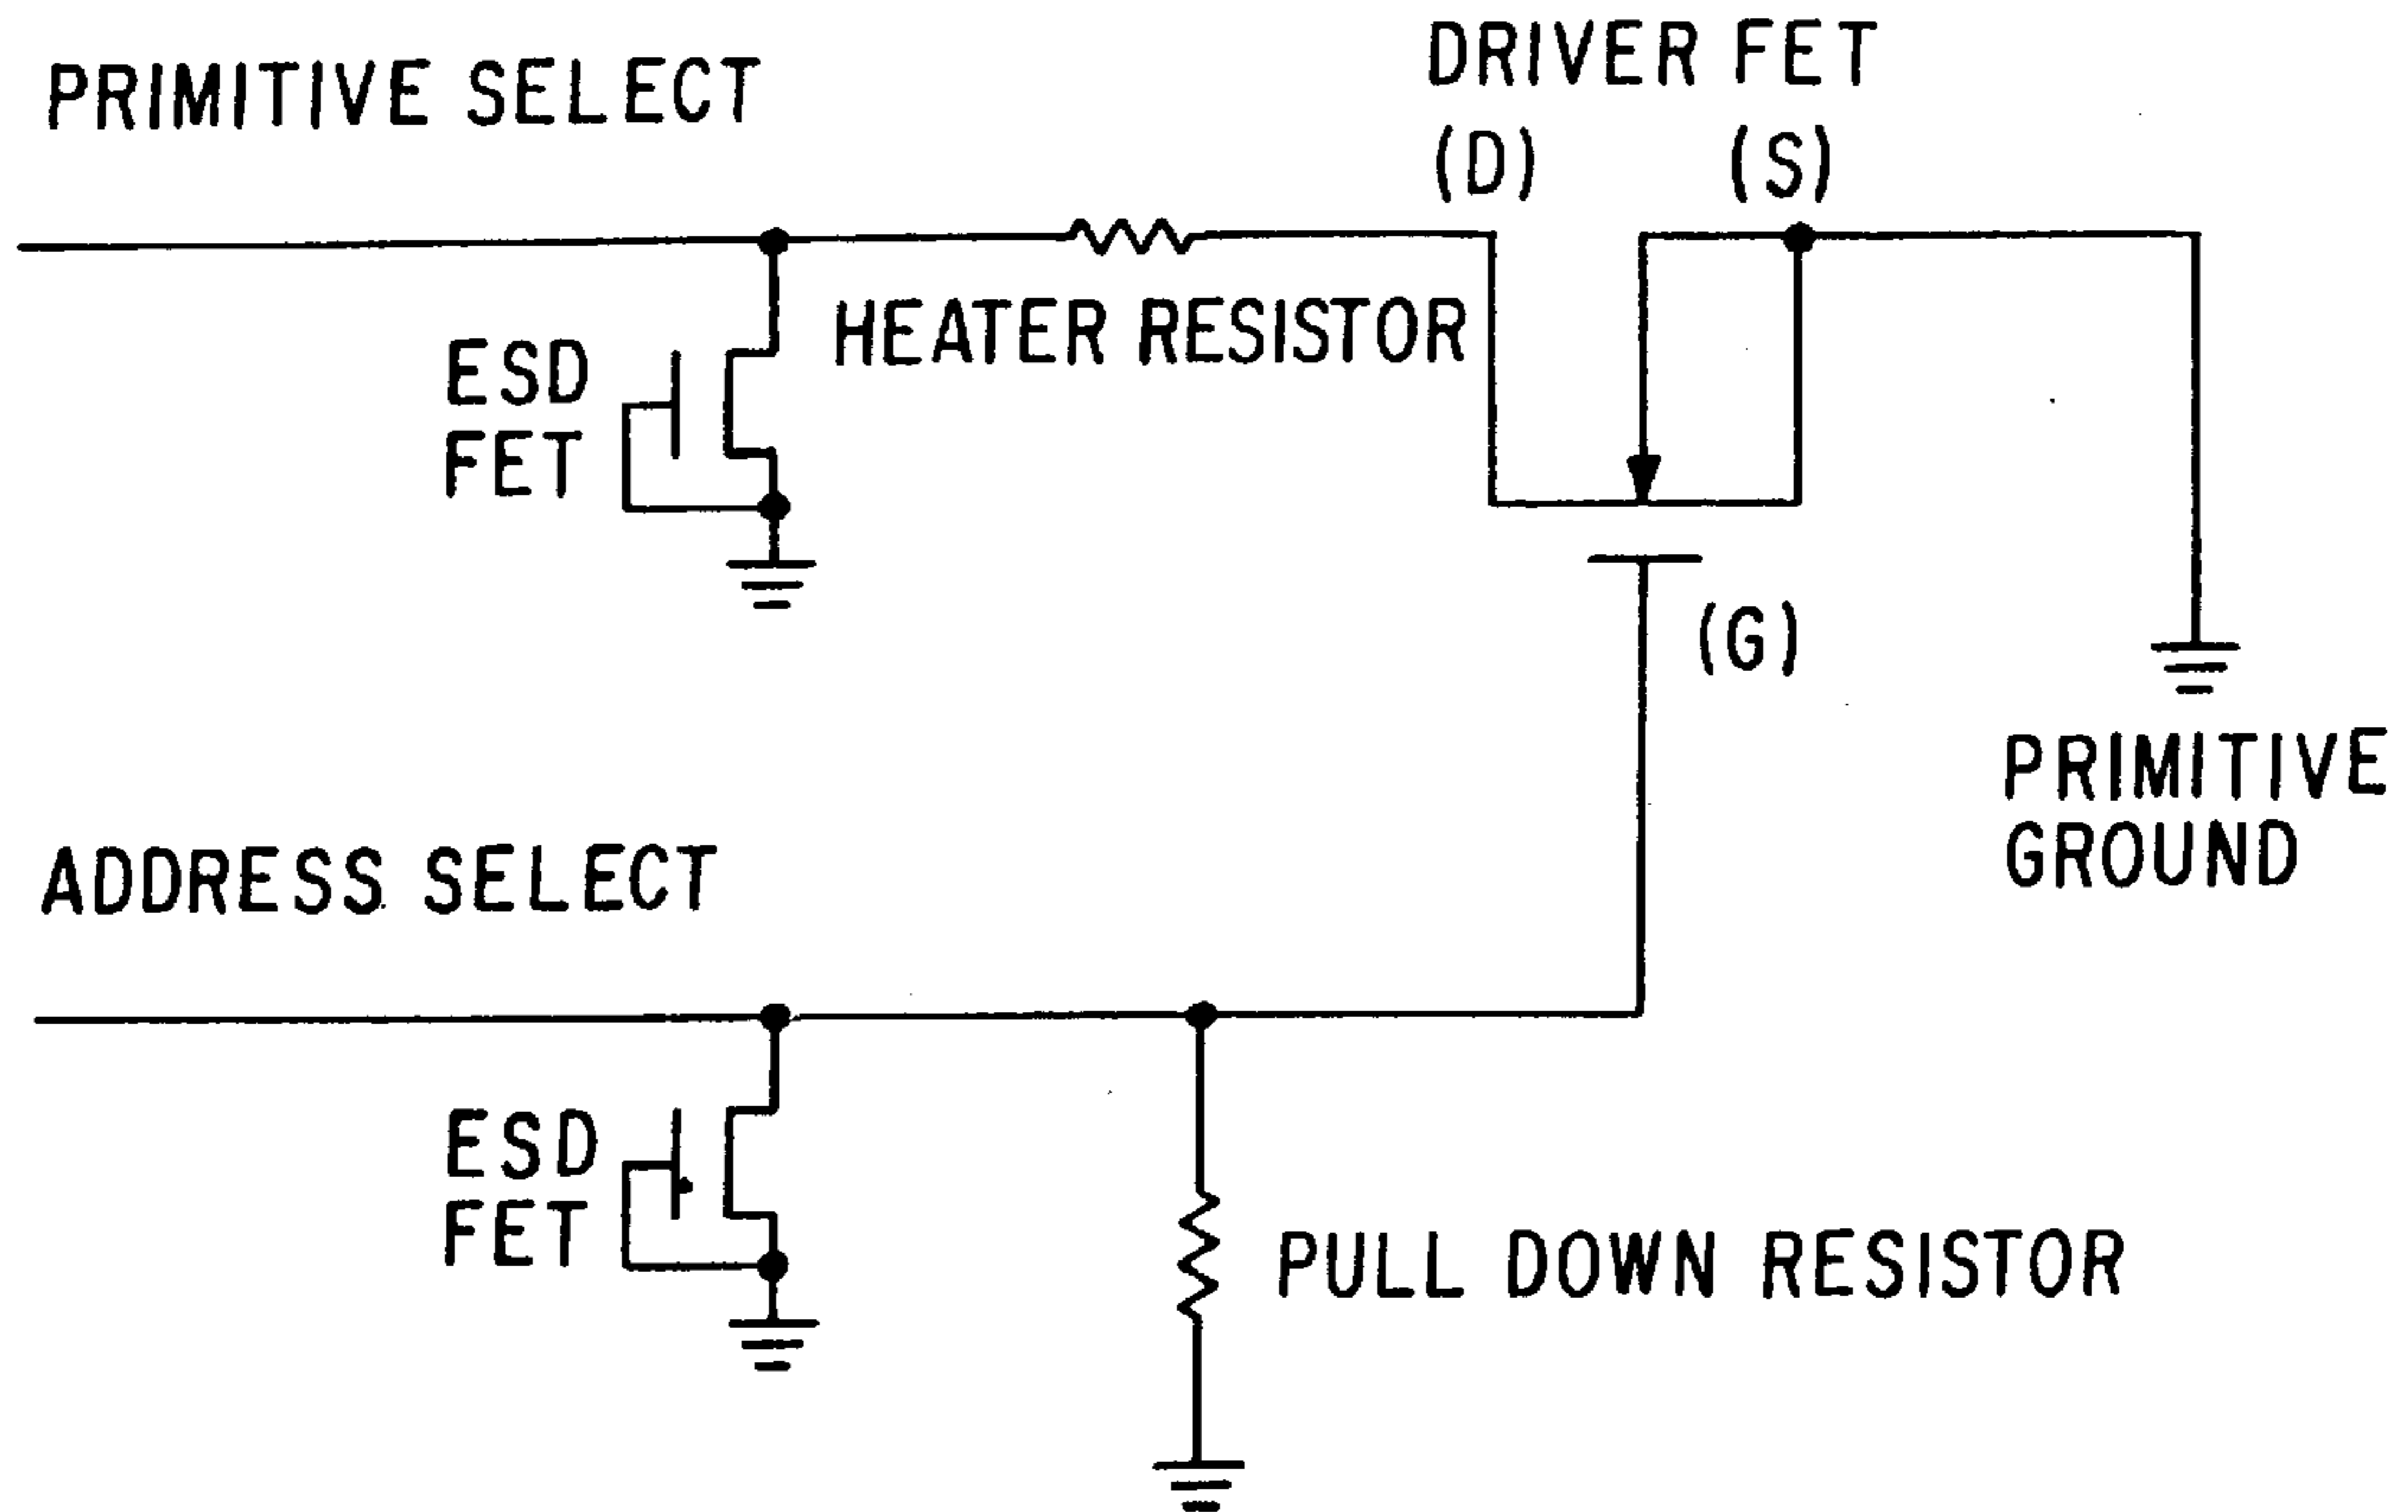 DRIVER FET
PRIMITIVE SELECT
(D)
(S)
HEATER RESISTOR
ESD
FET
(G)
PRIMITIVE
GROUND
ADDRESS SELECT
ESD
FET
PULL DOWN RESISTOR